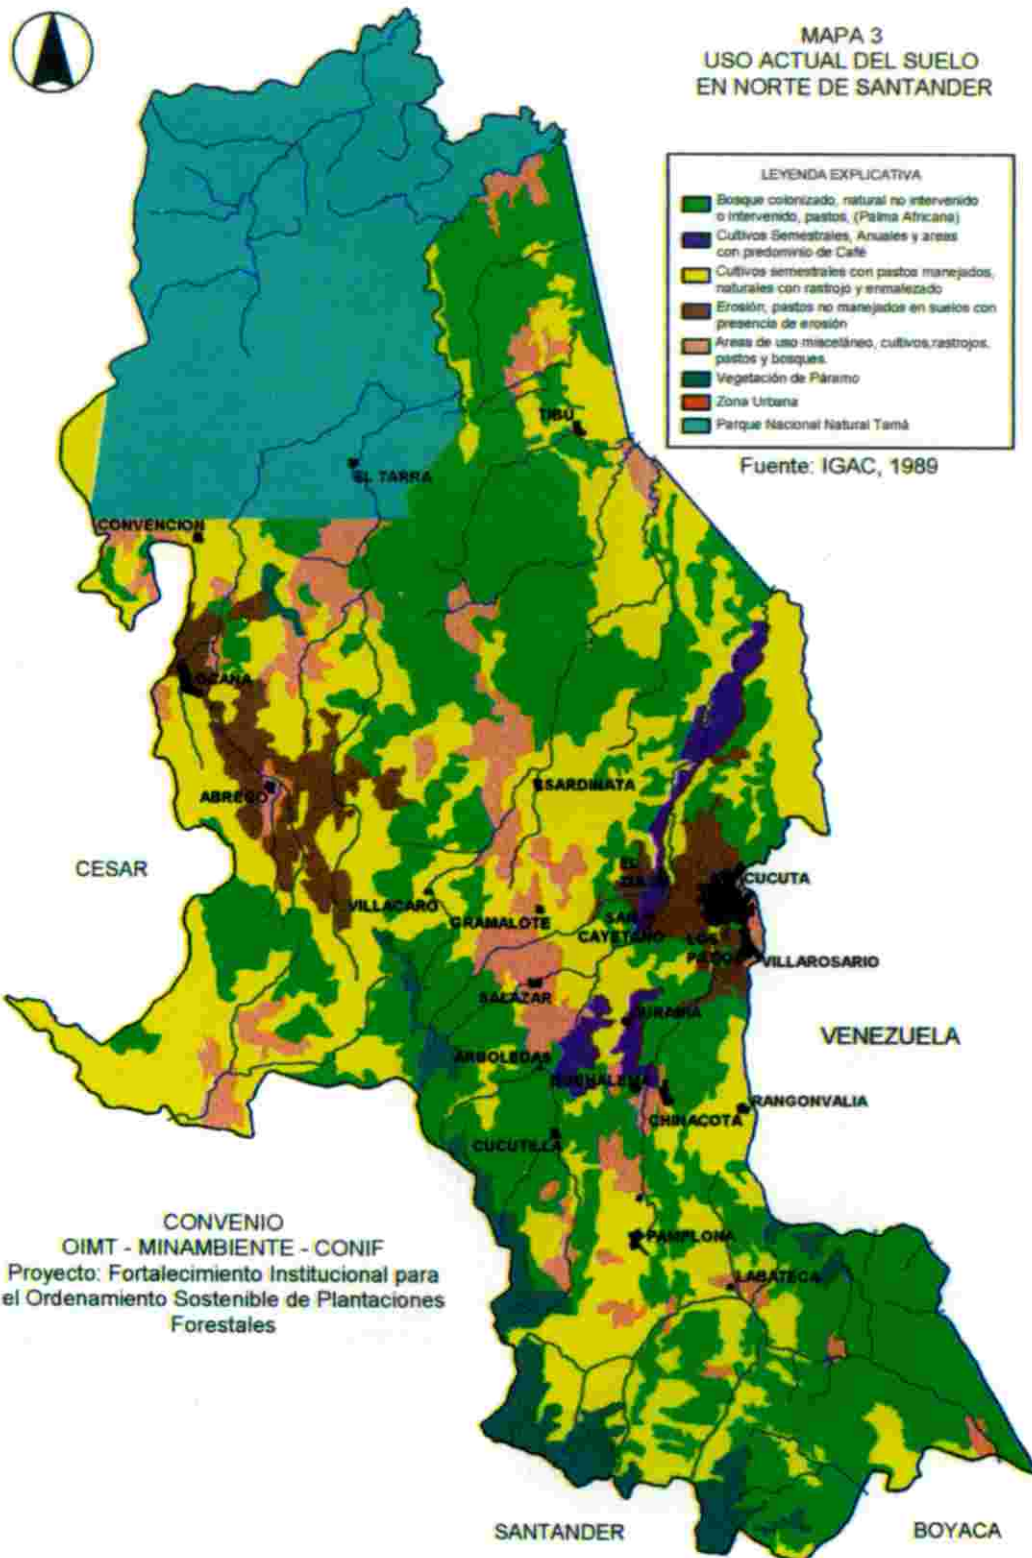 MAPA 3
USO ACTUAL DEL SUELO
EN NORTE DE SANTANDER
LEYENDA EXPLICATIVA
Bosque colonizado, natural no intervenido
o intervenido, pastos, (Palma Africana)
Cultivos Semestrales, Anuales y areas
con predominio de Café
Cultivos semestrales con pastos manejados,
naturales con rastrojo y enmalezado
Erosión, pastos no manejados en suelos con
presencia de erosión
Areas de uso misceláneo, cultivos,rastrojos,
pastos y bosques.
Vegetación de Páramo
Zona Urbana
Parque Nacional Natural Tamá
Fuente: IGAC, 1989
TIBU
EL TARRA
CONVENCION
OCAÑA
SARDINATA
ABREGO
CESAR
EL
CUCUTA
VILLACARO
GRAMALOTE
SAN
CAYETANO
LOS
VILLAROSARIO
SALAZAR
VENEZUELA
ARBOLEDAS
RANGONVALIA
CHINACOTA
CUCUTILLA
PAMPLONA
LABATECA
CONVENIO
OIMT - MINAMBIENTE - CONIF
Proyecto: Fortalecimiento Institucional para
el Ordenamiento Sostenible de Plantaciones
Forestales
SANTANDER
BOYACA